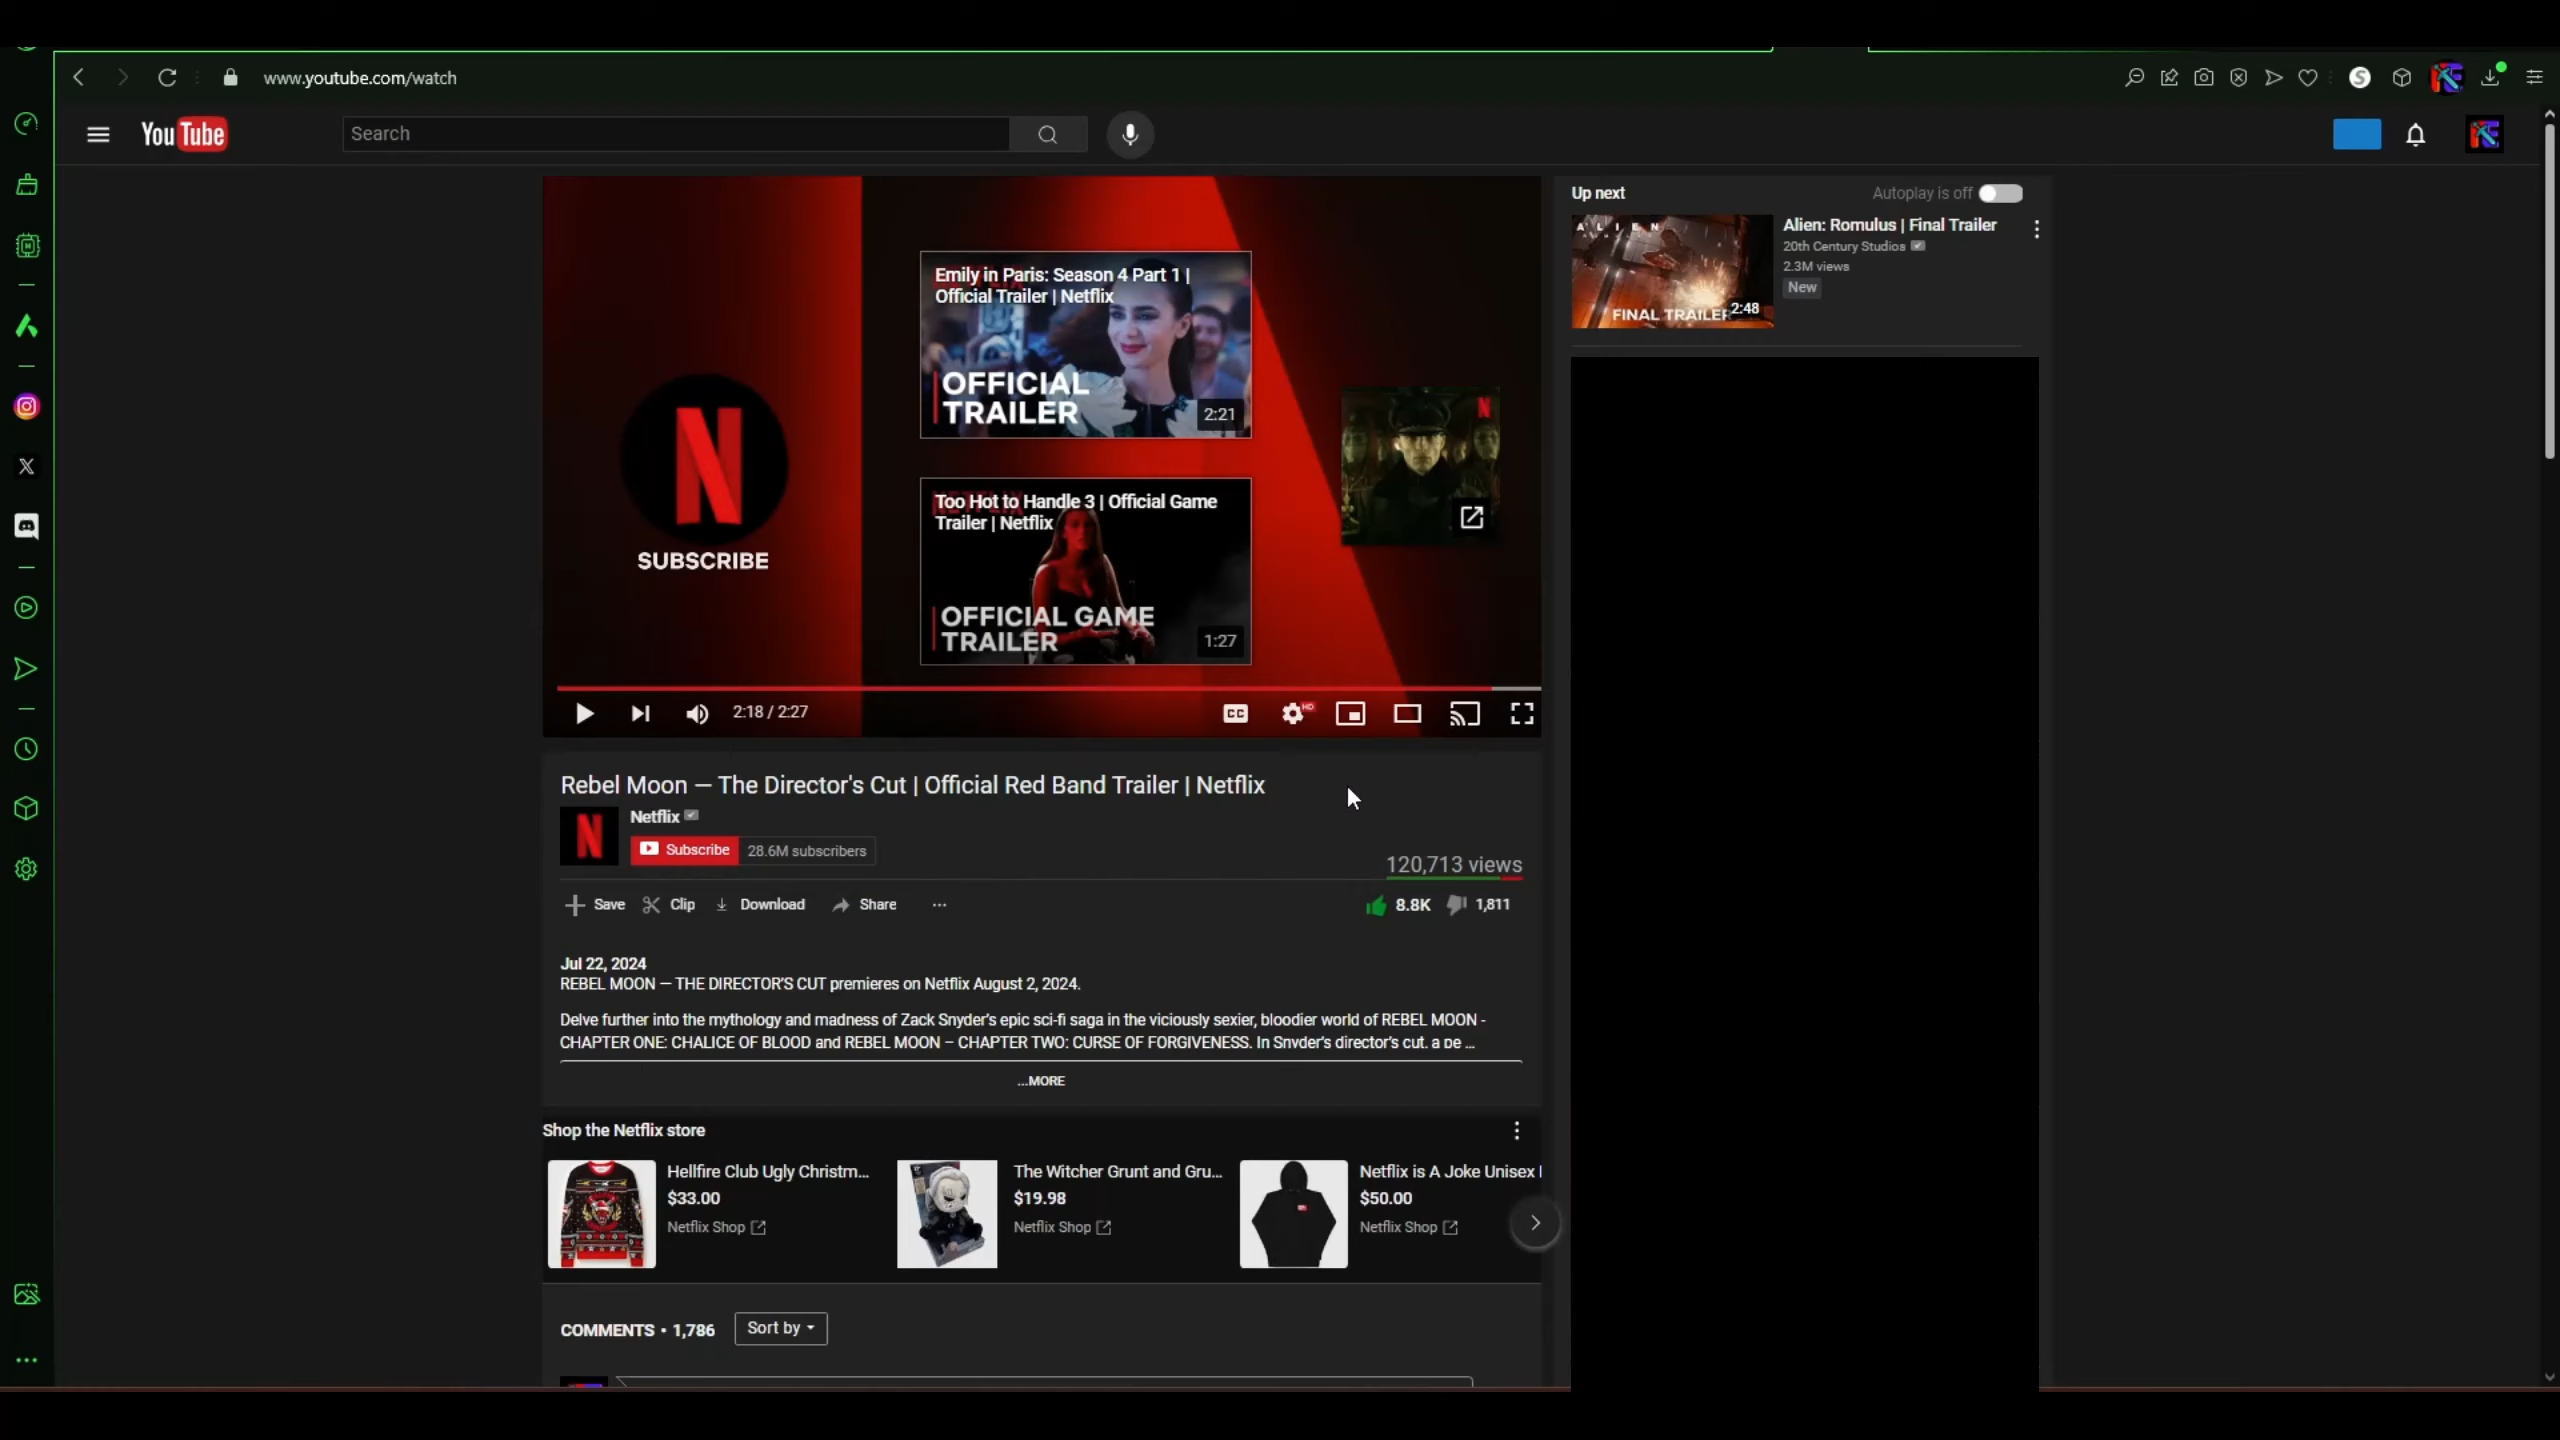 www.youtube.com/watch
YouTube
Search
Emily in Paris: Season 4 Part 1 |
Official Trailer | Netflix
OFFICIAL
TRAILER
2:21
SUBSCRIBE
Too Hot to Handle 3 | Official Game
Trailer | Netflix
OFFICIAL GAME
TRAILER
1:27
2:18 / 2:27
CC
HD
Up next
Autoplay is off
ALIEN
FINAL TRAILER
2:48
Alien: Romulus | Final Trailer
20th Century Studios
2.3M views
New
Rebel Moon — The Director's Cut | Official Red Band Trailer | Netflix
Netflix
Subscribe
28.6M subscribers
120,713 views
Save
Clip
Download
Share
8.8K
1,811
Jul 22, 2024
REBEL MOON — THE DIRECTOR'S CUT premieres on Netflix August 2, 2024.
Delve further into the mythology and madness of Zack Snyder's epic sci-fi saga in the viciously sexier, bloodier world of REBEL MOON -
CHAPTER ONE: CHALICE OF BLOOD and REBEL MOON – CHAPTER TWO: CURSE OF FORGIVENESS. In Snyder's director's cut, a pe ...
...MORE
Shop the Netflix store
Hellfire Club Ugly Christm...
$33.00
Netflix Shop
The Witcher Grunt and Gru...
$19.98
Netflix Shop
Netflix is A Joke Unisex
$50.00
Netflix Shop
COMMENTS • 1,786
Sort by